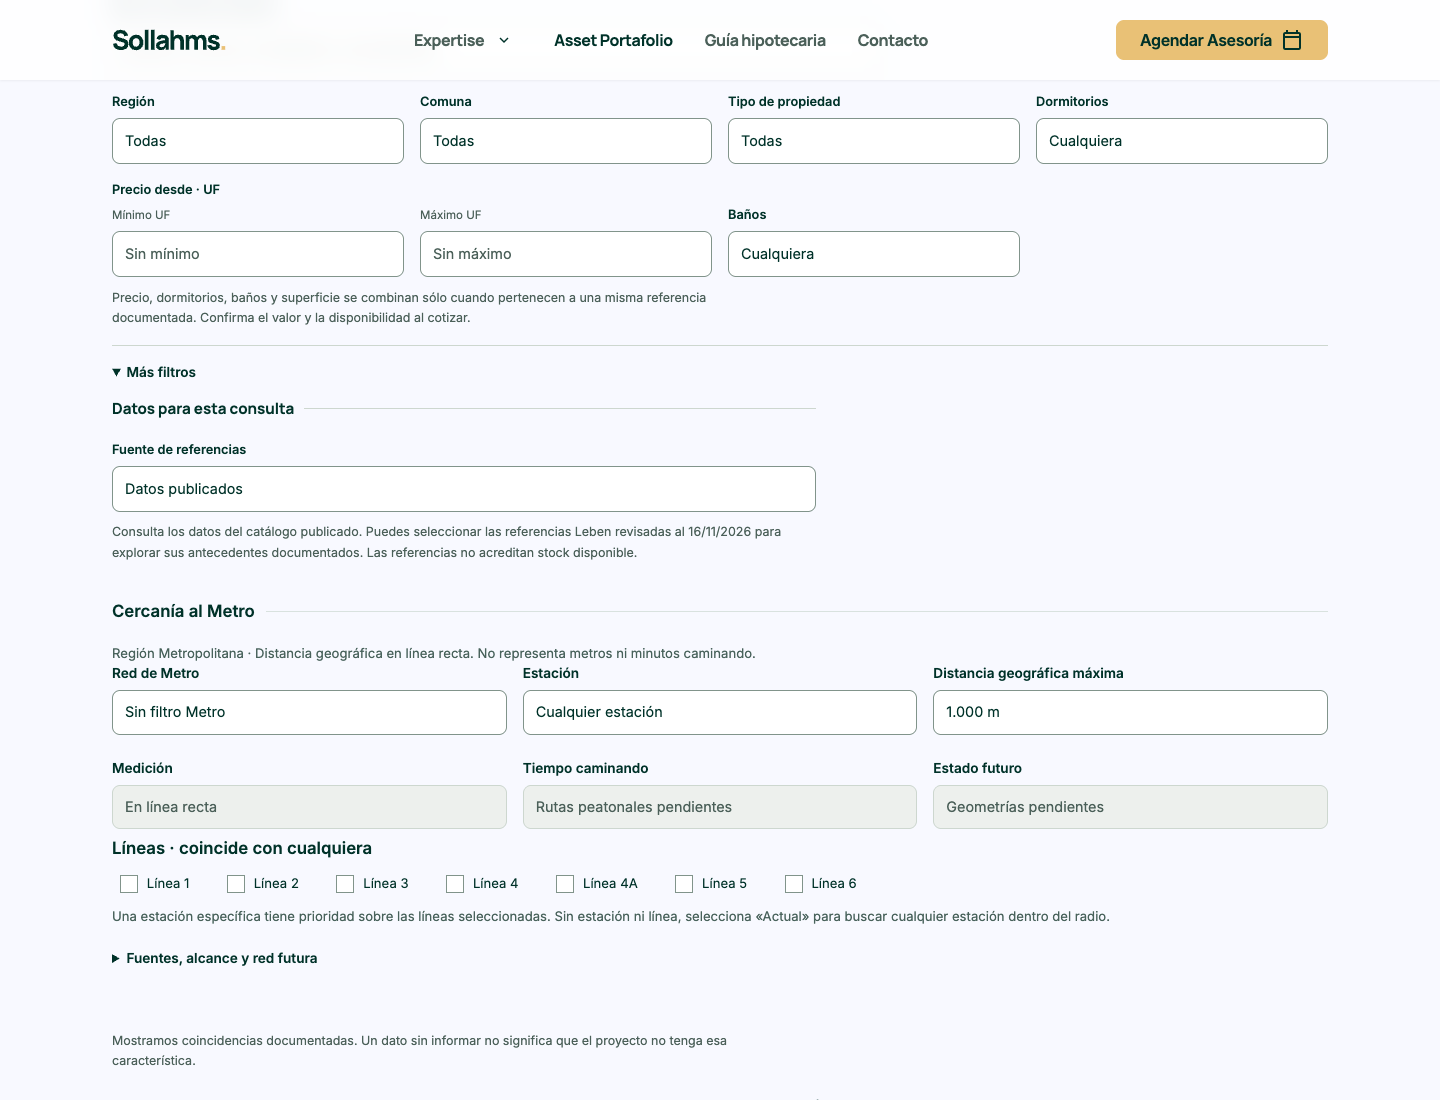 Sollahms.
Expertise
Asset Portafolio
Guía hipotecaria
Contacto
Agendar Asesoría
Región
Comuna
Tipo de propiedad
Dormitorios
Todas
Todas
Todas
Cualquiera
Precio desde · UF
Mínimo UF
Máximo UF
Baños
Sin mínimo
Sin máximo
Cualquiera
Precio, dormitorios, baños y superficie se combinan sólo cuando pertenecen a una misma referencia
documentada. Confirma el valor y la disponibilidad al cotizar.
Más filtros
Datos para esta consulta
Fuente de referencias
Datos publicados
Consulta los datos del catálogo publicado. Puedes seleccionar las referencias Leben revisadas al 16/11/2026 para
explorar sus antecedentes documentados. Las referencias no acreditan stock disponible.
Cercanía al Metro
Región Metropolitana · Distancia geográfica en línea recta. No representa metros ni minutos caminando.
Red de Metro
Estación
Distancia geográfica máxima
Sin filtro Metro
Cualquier estación
1.000 m
Medición
Tiempo caminando
Estado futuro
En línea recta
Rutas peatonales pendientes
Geometrías pendientes
Líneas · coincide con cualquiera
Línea 1
Línea 2
Línea 3
Línea 4
Línea 4A
Línea 5
Línea 6
Una estación específica tiene prioridad sobre las líneas seleccionadas. Sin estación ni línea, selecciona «Actual» para buscar cualquier estación dentro del radio.
Fuentes, alcance y red futura
Mostramos coincidencias documentadas. Un dato sin informar no significa que el proyecto no tenga esa
característica.